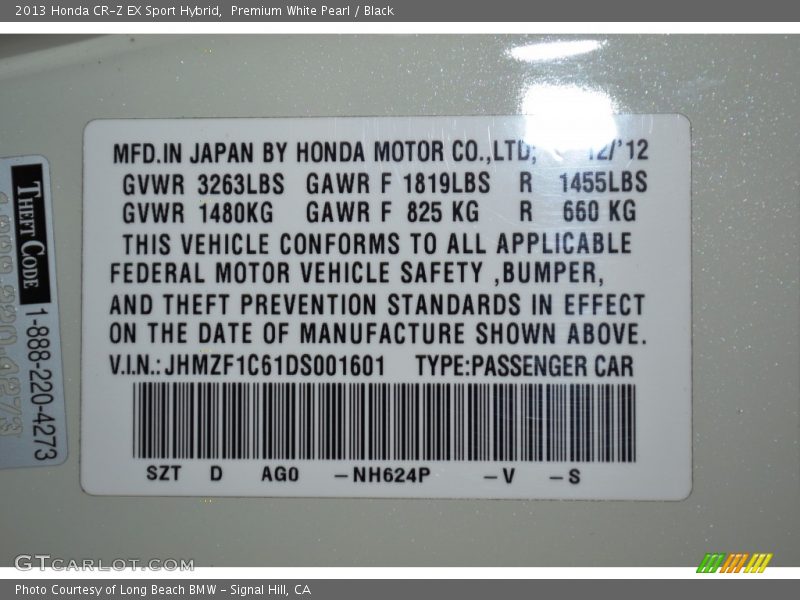 2013 Honda CR-Z EX Sport Hybrid, Premium White Pearl / Black
MFD.IN JAPAN BY HONDA MOTOR CO.,LTD, 12/'12
GVWR 3263LBS GAWR F 1819LBS R 1455LBS
GVWR 1480KG GAWR F 825 KG R 660 KG
THIS VEHICLE CONFORMS TO ALL APPLICABLE
FEDERAL MOTOR VEHICLE SAFETY ,BUMPER,
AND THEFT PREVENTION STANDARDS IN EFFECT
ON THE DATE OF MANUFACTURE SHOWN ABOVE.
V.I.N.:JHMZF1C61DS001601 TYPE:PASSENGER CAR
SZT D AG0 -NH624P -V -S
THEFT CODE
1-888-220-4273
1-888-220-4273
GTCARLOT.COM
Photo Courtesy of Long Beach BMW - Signal Hill, CA